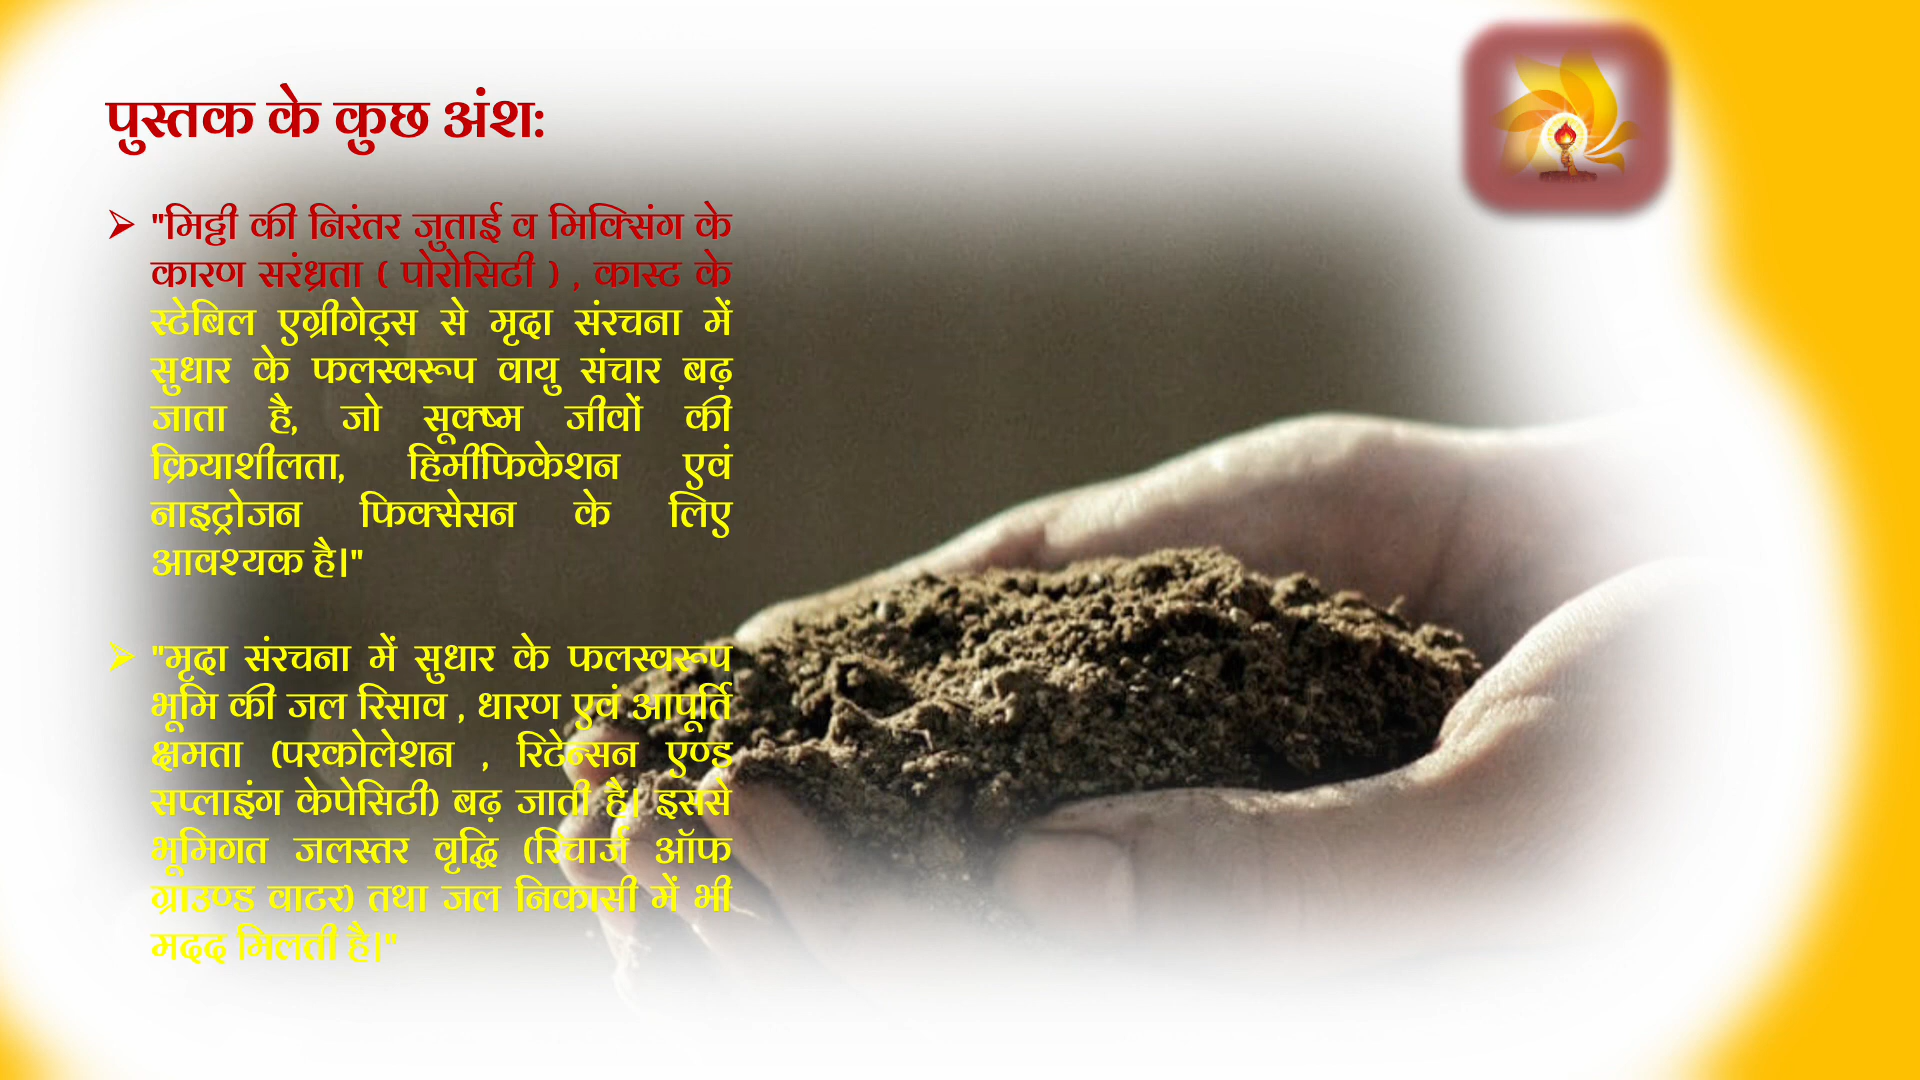 पुस्तक के कुछ अंश:
➢ "मिट्टी की निरंतर जुताई व मिक्सिंग के
कारण सरंध्रता ( पोरोसिटी ) , कास्ट के
स्टेबिल एग्रीगेट्स से मृदा संरचना में
सुधार के फलस्वरूप वायु संचार बढ़
जाता है, जो सूक्ष्म जीवों की
क्रियाशीलता, हिमीफिकेशन एवं
नाइट्रोजन फिक्सेसन के लिए
आवश्यक है।"
➢ "मृदा संरचना में सुधार के फलस्वरूप
भूमि की जल रिसाव , धारण एवं आपूर्ति
क्षमता (परकोलेशन , रिटेन्सन एण्ड
सप्लाइंग केपेसिटी) बढ़ जाती है। इससे
भूमिगत जलस्तर वृद्धि (रिचार्ज ऑफ
ग्राउण्ड वाटर) तथा जल निकासी में भी
मदद मिलती है।"